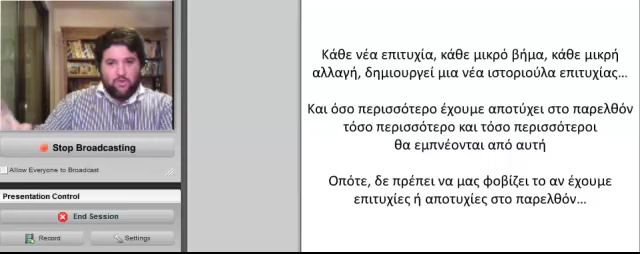 Stop Broadcasting
Allow Everyone to Broadcast
Presentation Control
End Session
Record
Settings
Κάθε νέα επιτυχία, κάθε μικρό βήμα, κάθε μικρή
αλλαγή, δημιουργεί μια νέα ιστοριούλα επιτυχίας...
Και όσο περισσότερο έχουμε αποτύχει στο παρελθόν
τόσο περισσότερο και τόσο περισσότεροι
θα εμπνέονται από αυτή
Οπότε, δε πρέπει να μας φοβίζει το αν έχουμε
επιτυχίες ή αποτυχίες στο παρελθόν...